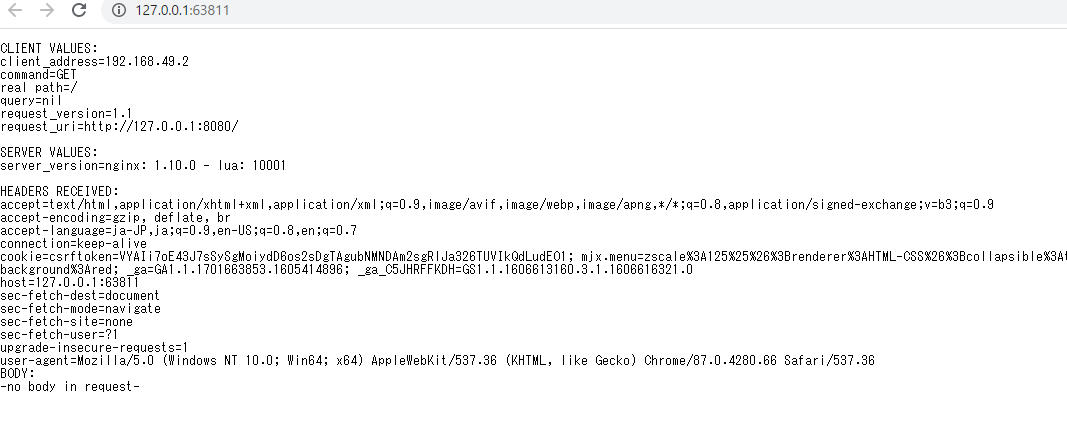 127.0.0.1:63811
CLIENT VALUES:
client_address=192.168.49.2
command=GET
real path=/
query=nil
request_version=1.1
request_uri=http://127.0.0.1:8080/
SERVER VALUES:
server_version=nginx: 1.10.0 - lua: 10001
HEADERS RECEIVED:
accept=text/html,application/xhtml+xml,application/xml;q=0.9,image/avif,image/webp,image/apng,*/*;q=0.8,application/signed-exchange;v=b3;q=0.9
accept-encoding=gzip, deflate, br
accept-language=ja-JP,ja;q=0.9,en-US;q=0.8,en;q=0.7
connection=keep-alive
cookie=csrftoken=VYAIi7oE43J7sSySgMoiydD6os2sDgTAgubNMNDAm2sgRlJa326TUVIkQdLudEO1; mjx.menu=zscale%3A125%25%26%3Brenderer%3AHTML-CSS%26%3Bcollapsible%3At
background%3Ared; _ga=GA1.1.1701663853.1605414896; _ga_C5JHRFFKDH=GS1.1.1606613160.3.1.1606616321.0
host=127.0.0.1:63811
sec-fetch-dest=document
sec-fetch-mode=navigate
sec-fetch-site=none
sec-fetch-user=?1
upgrade-insecure-requests=1
user-agent=Mozilla/5.0 (Windows NT 10.0; Win64; x64) AppleWebKit/537.36 (KHTML, like Gecko) Chrome/87.0.4280.66 Safari/537.36
BODY:
-no body in request-